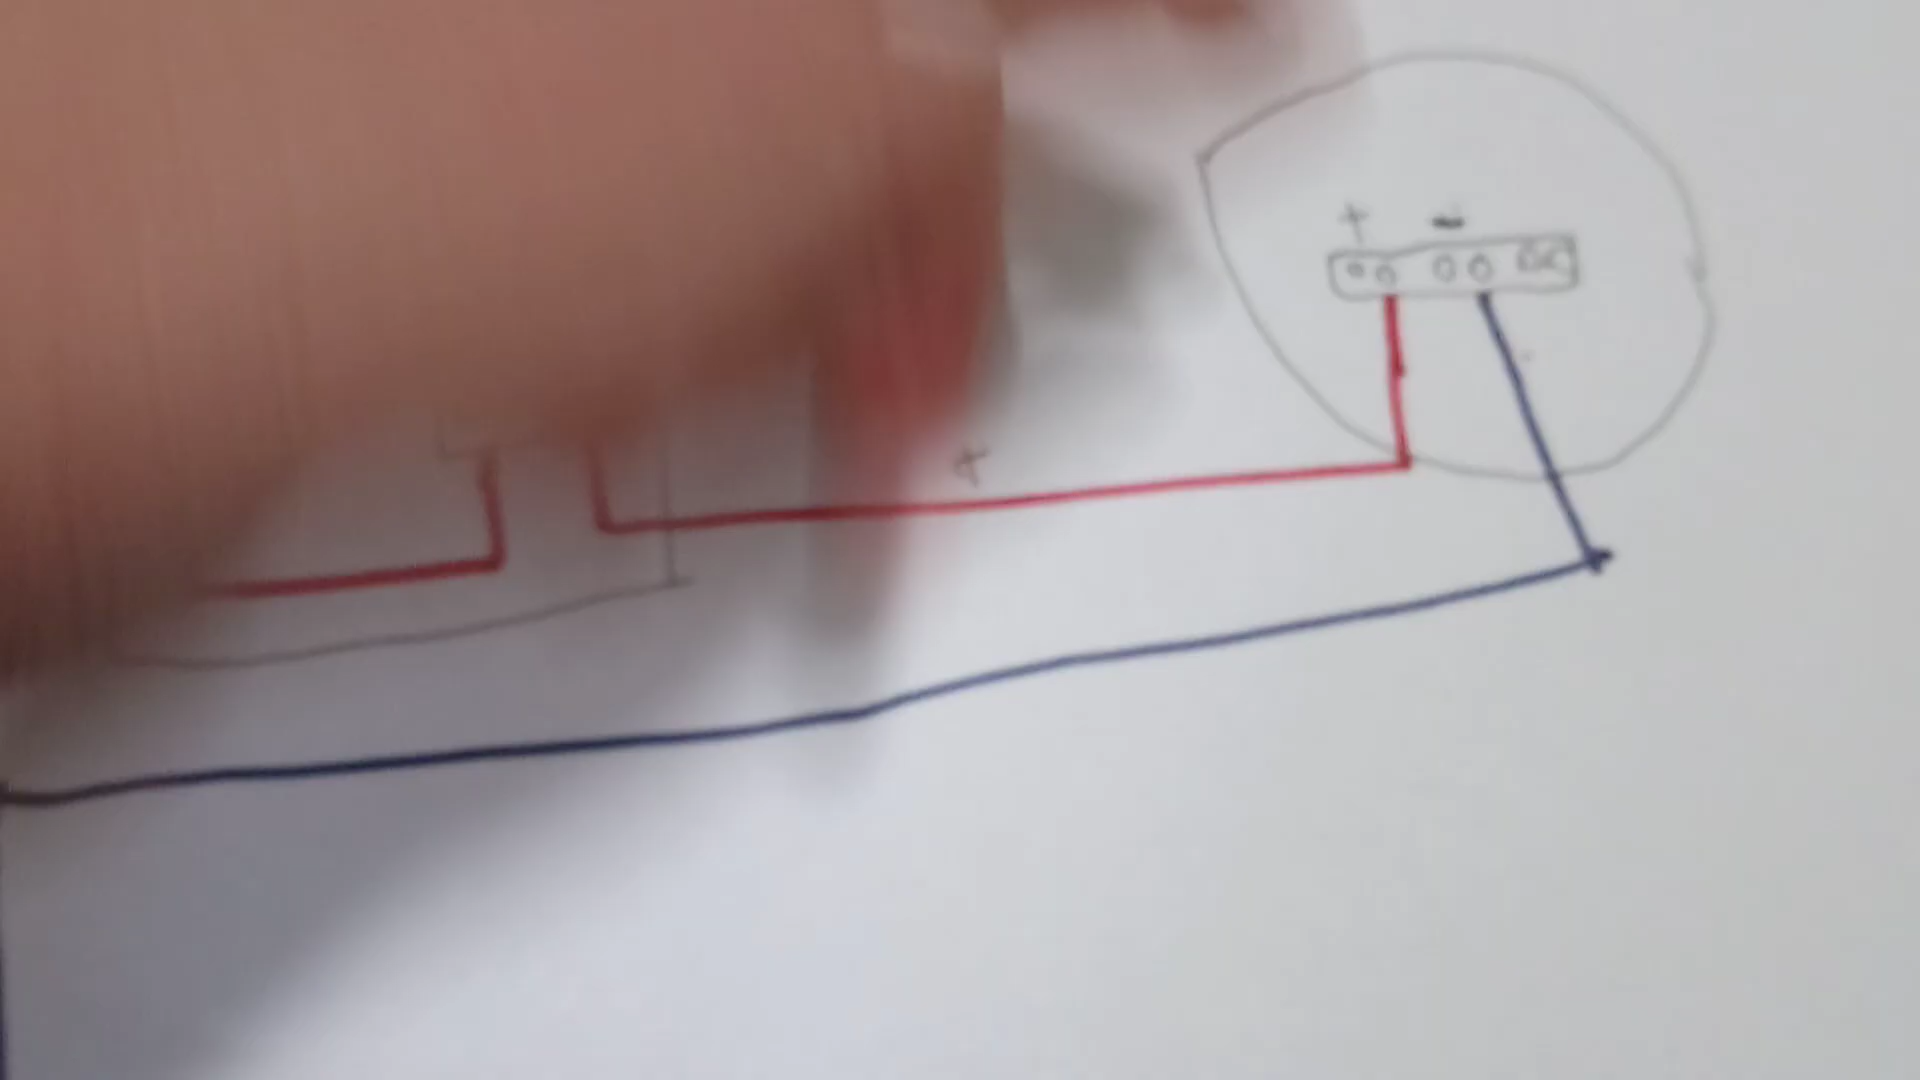 + -
+